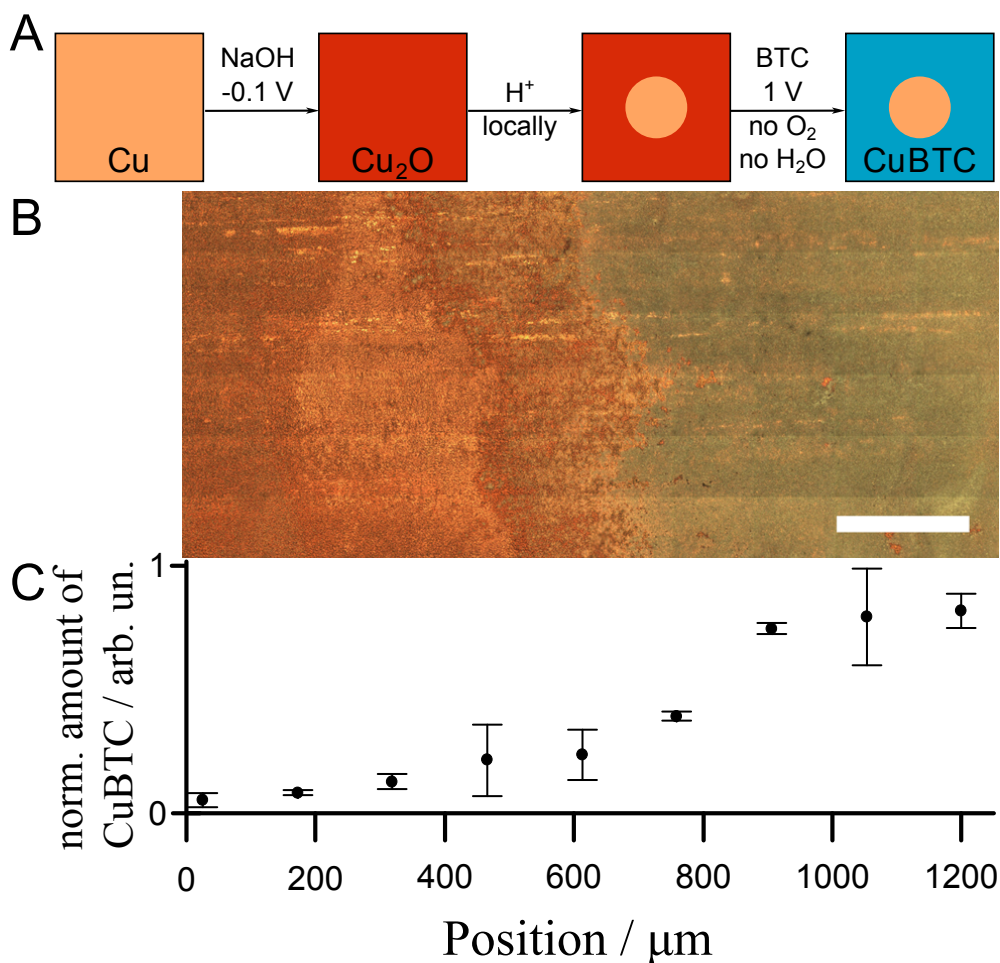 A
NaOH
-0.1 V
H⁺
locally
BTC
1 V
no O₂
no H₂O
Cu
Cu₂O
CuBTC
B
C
norm. amount of
CuBTC / arb. un.
1
0
0 200 400 600 800 1000 1200
Position / μm